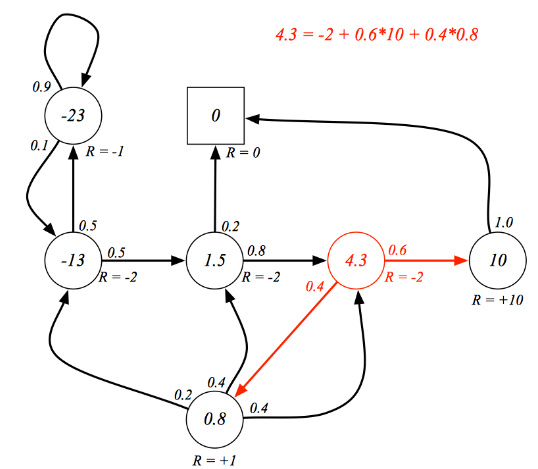 4.3 = -2 + 0.6*10 + 0.4*0.8
0.9
-23
0
0.1
R = -1
R = 0
0.5
0.2
1.0
-13
0.5
1.5
0.8
4.3
0.6
10
R = -2
R = -2
0.4
R = -2
R = +10
0.2
0.4
0.8
0.4
R = +1